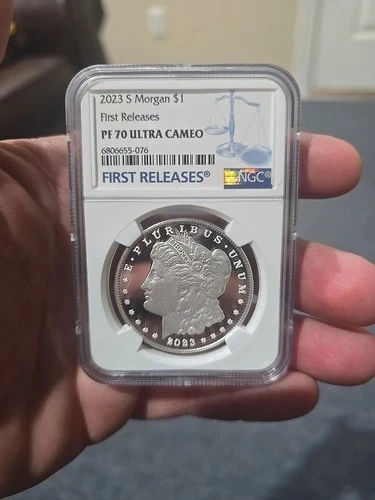 2023 S Morgan $1
First Releases
PF 70 ULTRA CAMEO
6806655-076
FIRST RELEASES®
NGC®
E·PLURIBUS·UNUM
LIBERTY
2023